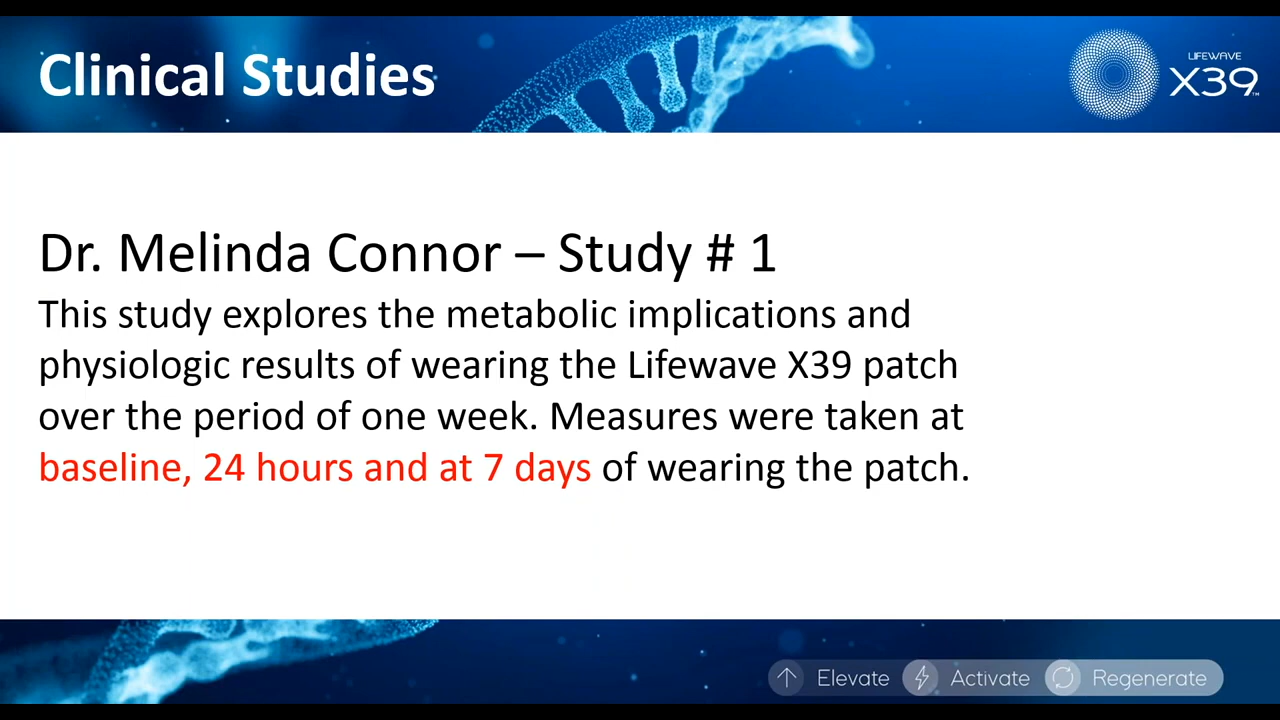 Clinical Studies
LIFEWAVE
X39™
Dr. Melinda Connor – Study # 1
This study explores the metabolic implications and
physiologic results of wearing the Lifewave X39 patch
over the period of one week. Measures were taken at
baseline, 24 hours and at 7 days of wearing the patch.
Elevate Activate Regenerate